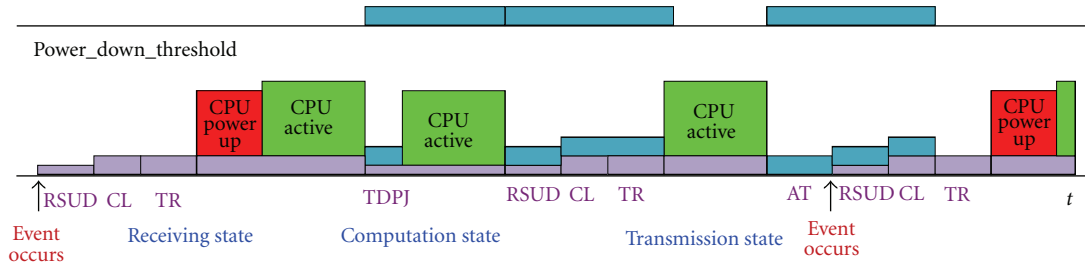 Power_down_threshold
CPU
power
up
CPU
active
CPU
active
CPU
active
CPU
power
up
RSUD CL TR TDPJ RSUD CL TR AT RSUD CL TR t
Event
occurs
Receiving state
Computation state
Transmission state
Event
occurs